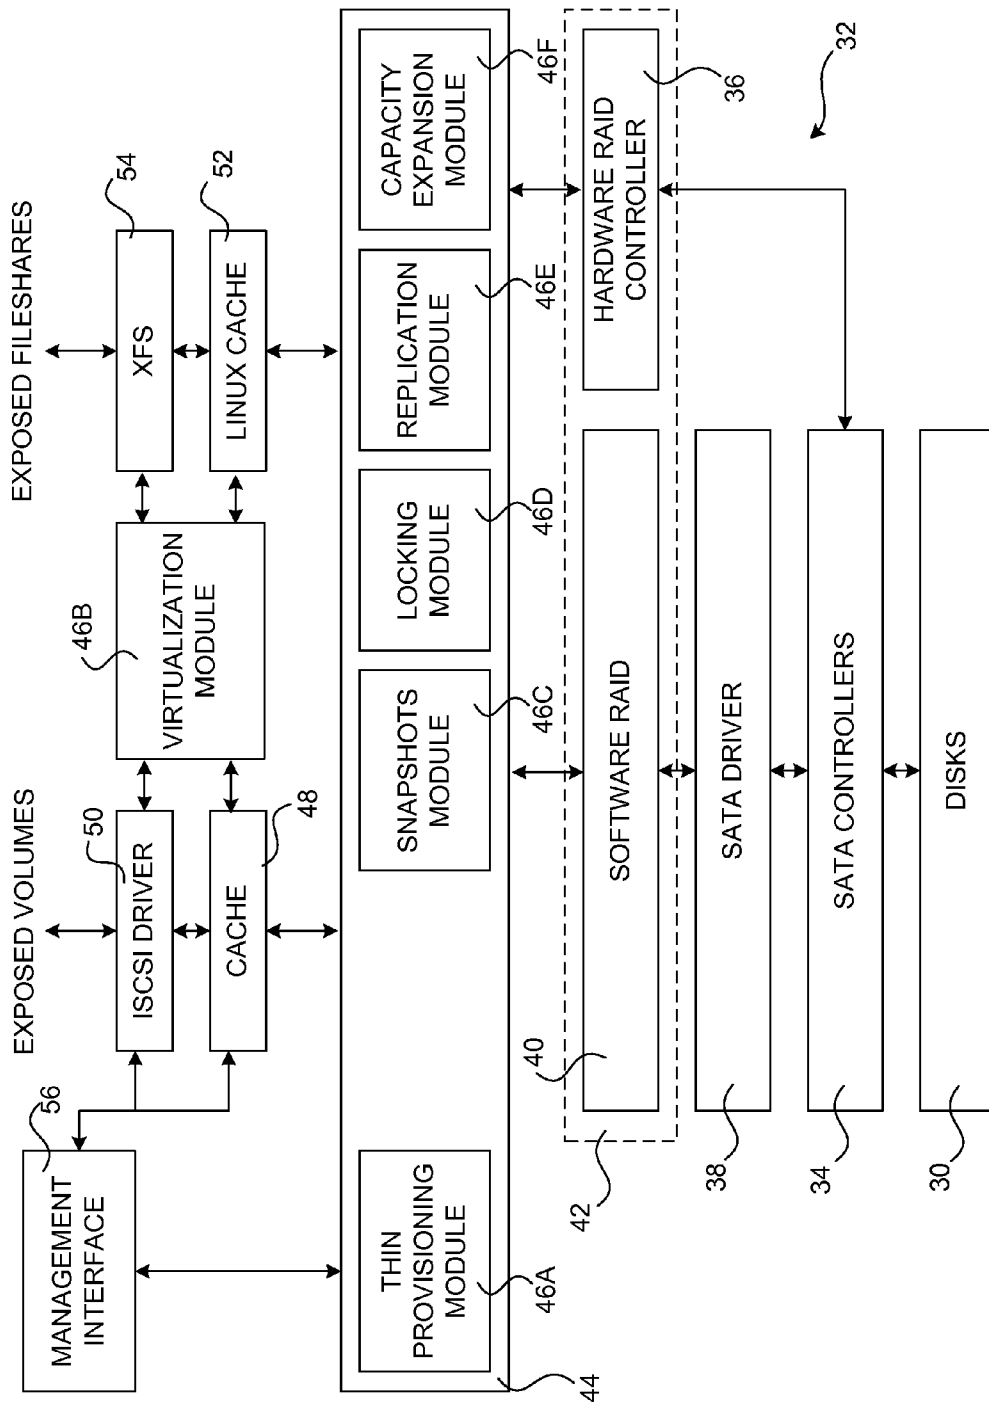 EXPOSED VOLUMES
EXPOSED FILESHARES
MANAGEMENT
INTERFACE
56
ISCSI DRIVER
50
CACHE
48
46B
VIRTUALIZATION
MODULE
XFS
54
LINUX CACHE
52
44
THIN
PROVISIONING
MODULE
46A
SNAPSHOTS
MODULE
46C
LOCKING
MODULE
46D
REPLICATION
MODULE
46E
CAPACITY
EXPANSION
MODULE
46F
42
40
SOFTWARE RAID
HARDWARE RAID
CONTROLLER
36
38
SATA DRIVER
34
SATA CONTROLLERS
30
DISKS
32